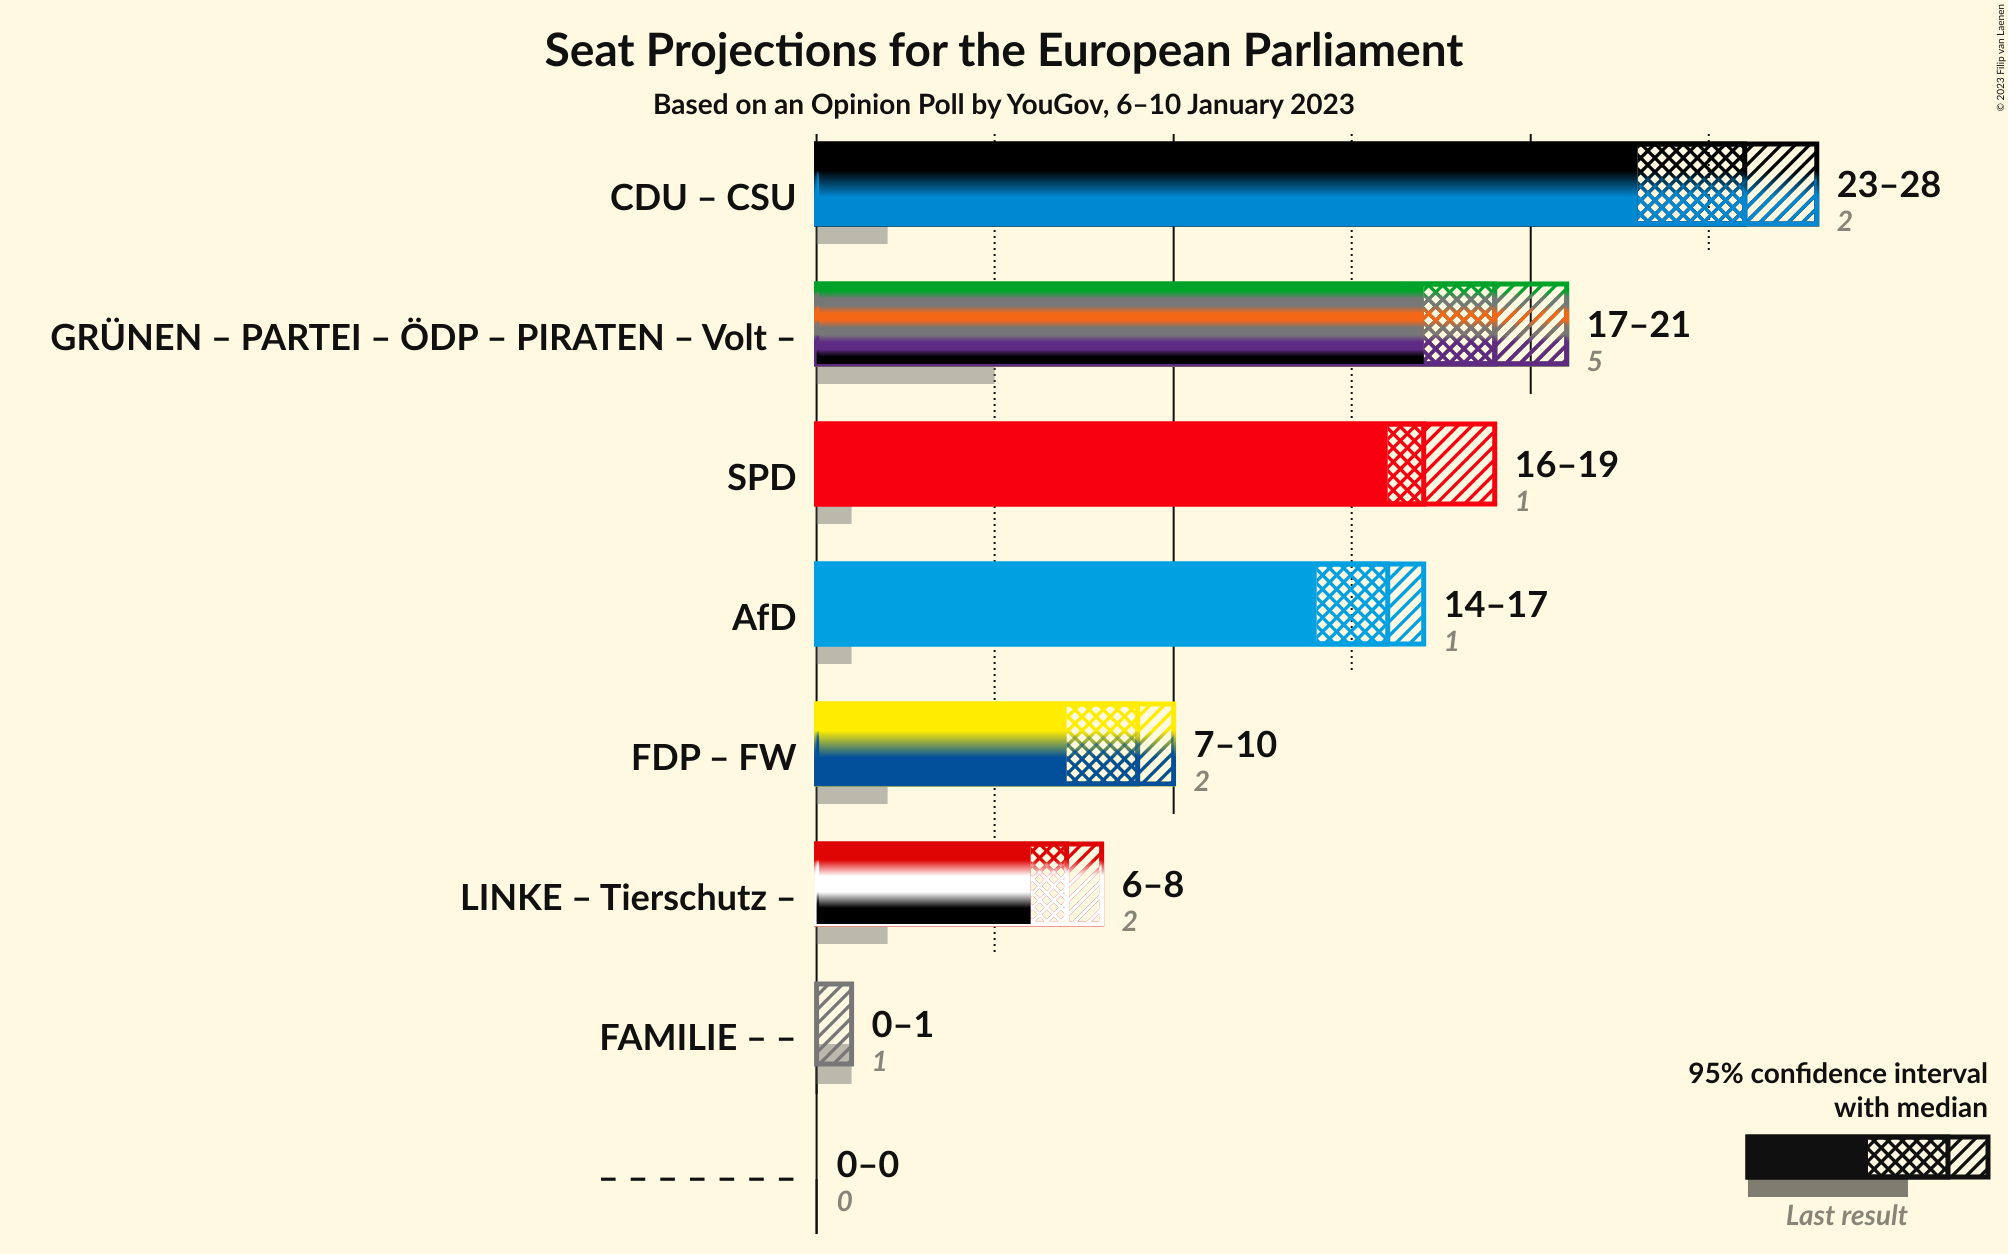 Seat Projections for the European Parliament
Based on an Opinion Poll by YouGov, 6–10 January 2023
© 2023 Filip van Laenen
CDU – CSU
23–28
2
GRÜNEN – PARTEI – ÖDP – PIRATEN – Volt –
17–21
5
SPD
16–19
1
AfD
14–17
1
FDP – FW
7–10
2
LINKE – Tierschutz –
6–8
2
FAMILIE – –
0–1
1
– – – – – – –
0–0
0
95% confidence interval
with median
Last result